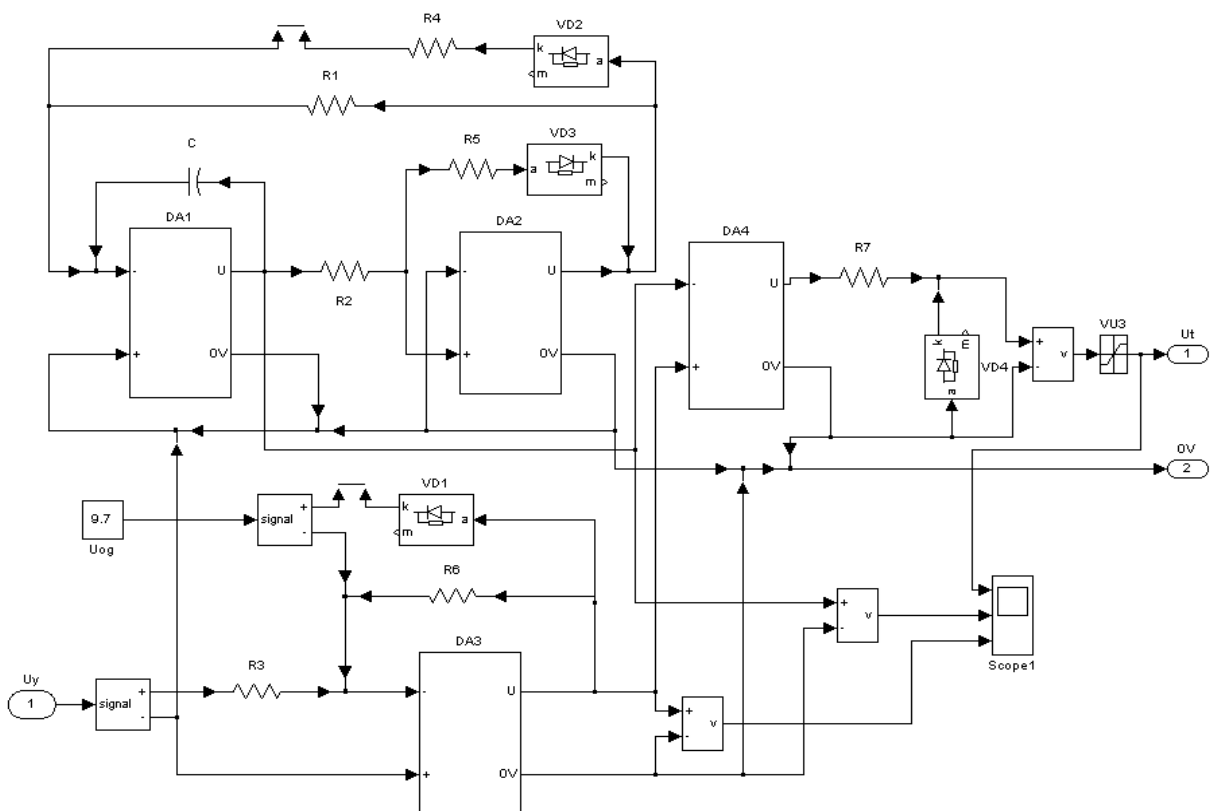 R4
VD2
k
a
m
R1
C
R5
VD3
k
a
m
DA1
-
U
+
0V
R2
DA2
-
U
+
0V
DA4
-
U
+
0V
R7
k
m
a
VD4
+
-
v
VU3
Ut
1
0V
2
9.7
Uog
signal
+
-
VD1
k
a
m
R6
Uy
1
signal
+
-
R3
DA3
-
U
+
0V
+
-
v
+
-
v
Scope1